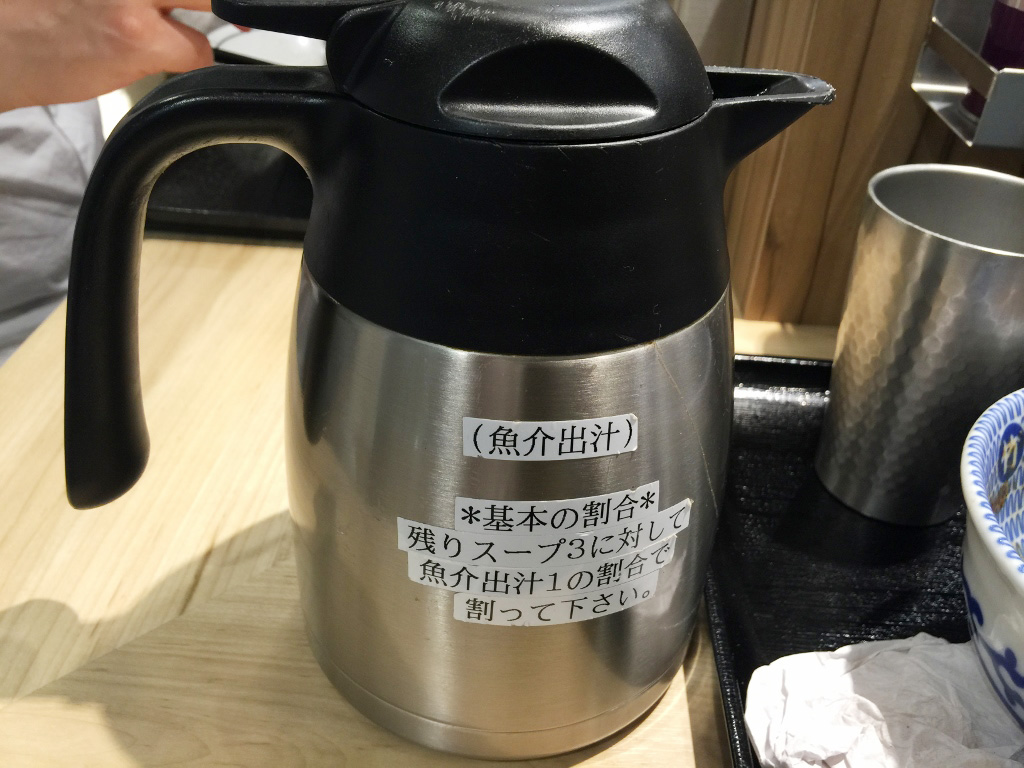 (魚介出汁)
*基本の割合*
残りスープ3に対して
魚介出汁1の割合で
割って下さい。
竹